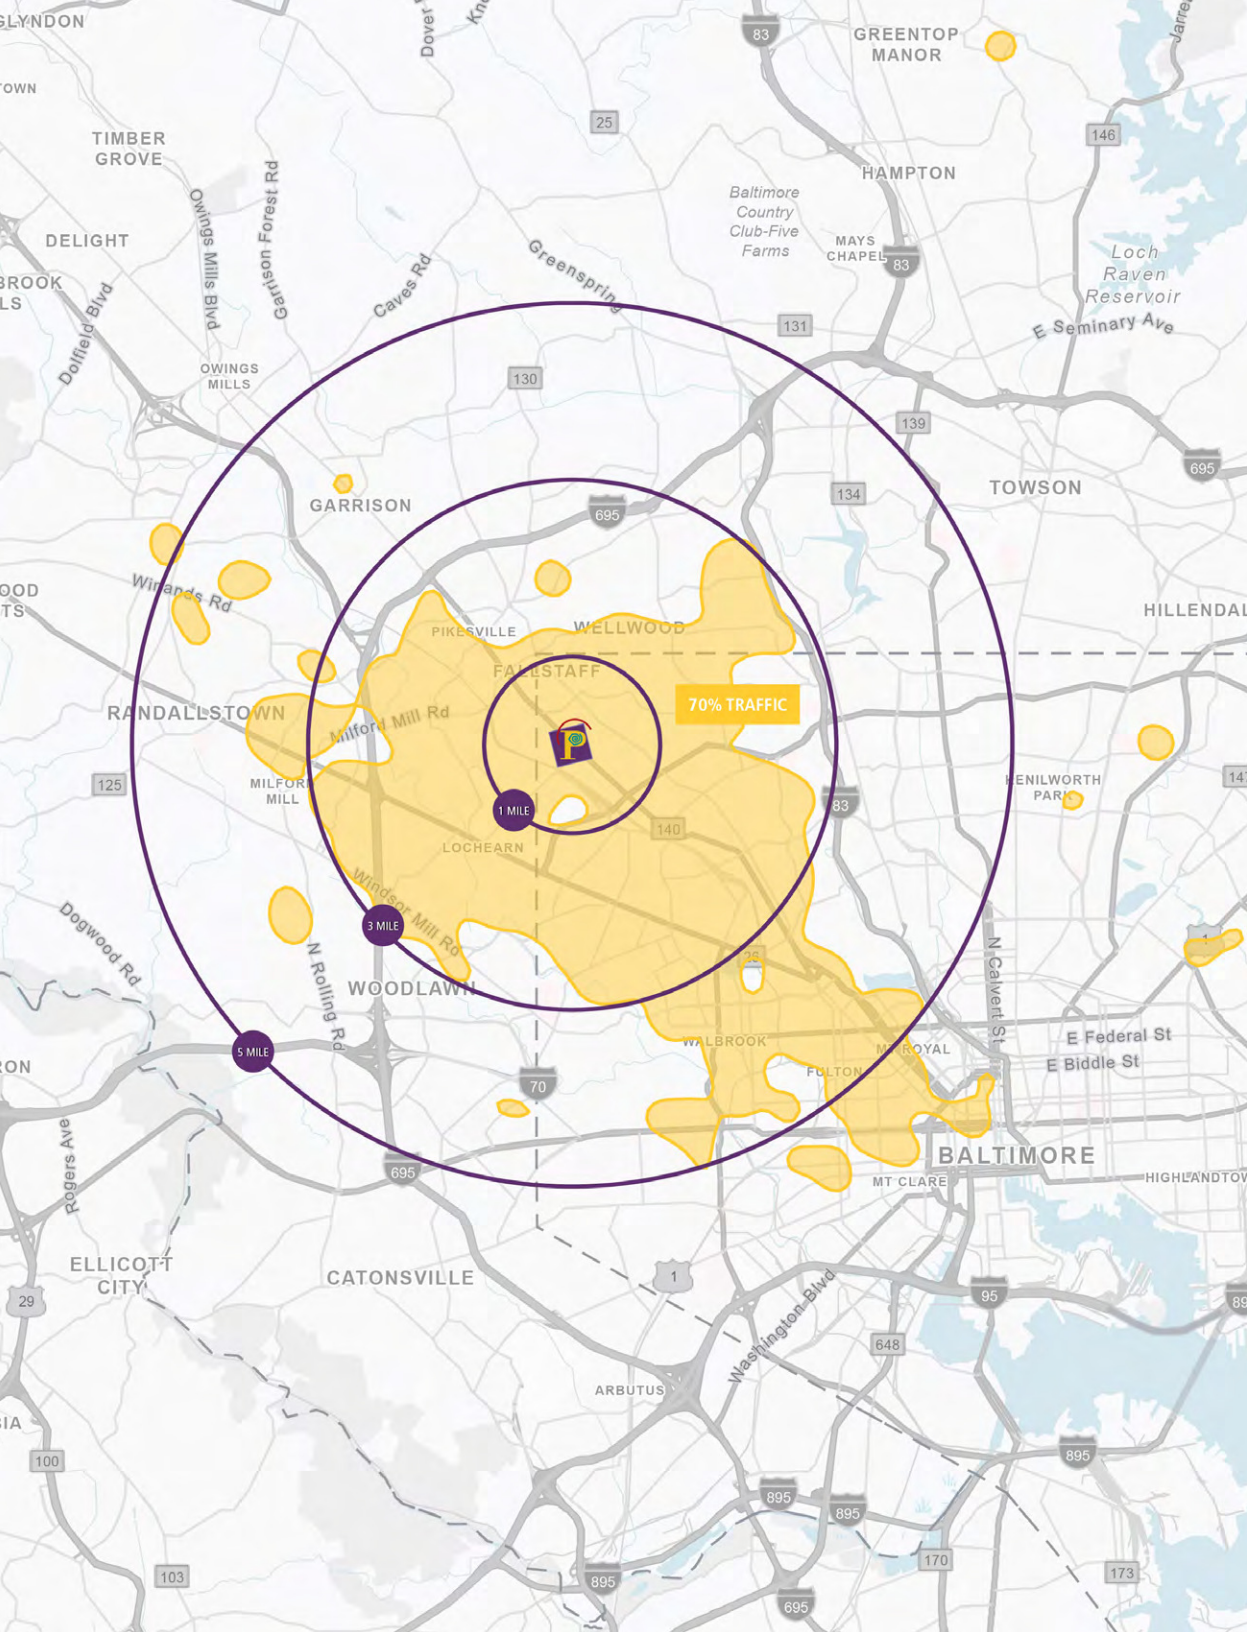 GLYNDON
83
GREENTOP
MANOR
25
146
TIMBER
GROVE
HAMPTON
Baltimore
Country
Club-Five
Farms
Owings Mills Blvd
Garrison Forest Rd
DELIGHT
MAYS
CHAPEL
83
Loch
Raven
Reservoir
Caves Rd
Greenspring
Dolfield Blvd
131
E Seminary Ave
OWINGS
MILLS
130
139
695
134
TOWSON
GARRISON
695
Winands Rd
HILLENDAL
PIKESVILLE
WELLWOOD
FALLSTAFF
70% TRAFFIC
RANDALLSTOWN
Milford Mill Rd
P
125
MILFORD
MILL
KENILWORTH
PARK
147
83
1 MILE
140
LOCHEARN
Windsor Mill Rd
3 MILE
Dogwood Rd
N Rolling Rd
N Calvert St
1
26
WOODLAWN
5 MILE
WALBROOK
MT ROYAL
E Federal St
E Biddle St
FULTON
70
Rogers Ave
695
BALTIMORE
MT CLARE
HIGHLANDTOW
ELLICOTT
CITY
CATONSVILLE
1
29
95
89
Washington Blvd
648
ARBUTUS
100
895
895
895
170
103
895
173
695